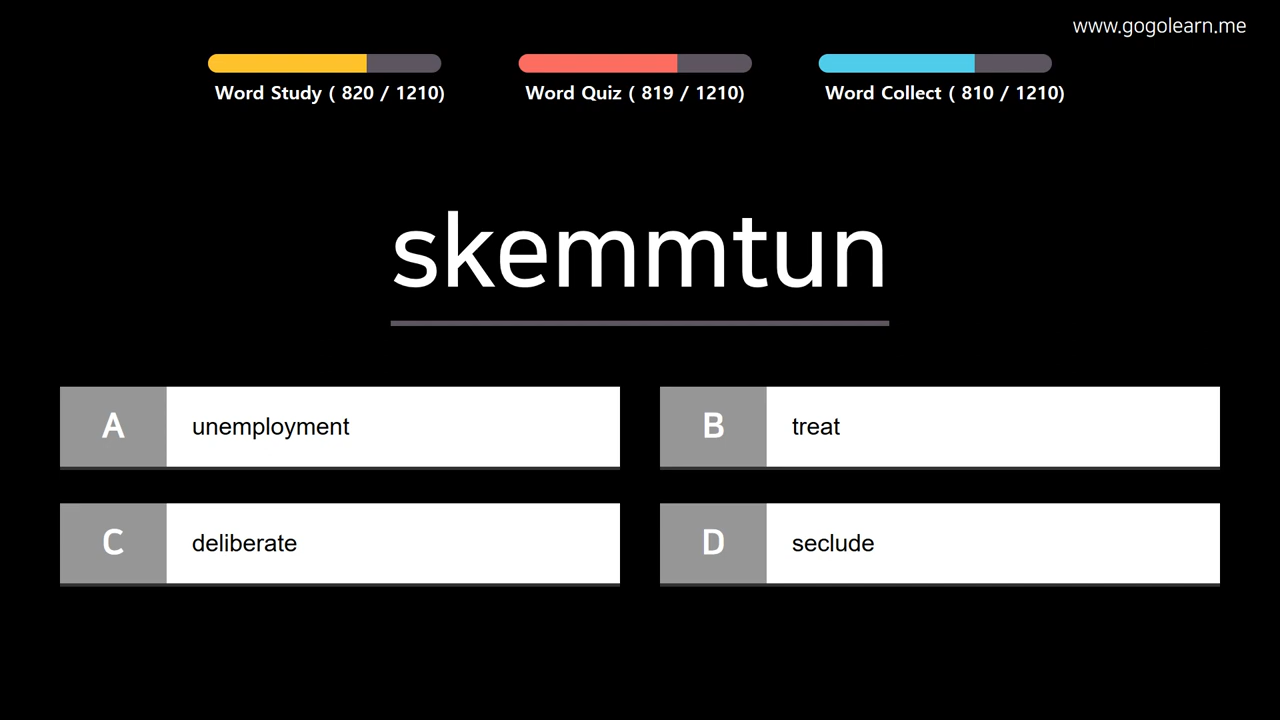 www.gogolearn.me
Word Study ( 820 / 1210)
Word Quiz ( 819 / 1210)
Word Collect ( 810 / 1210)
skemmtun
A unemployment
B treat
C deliberate
D seclude